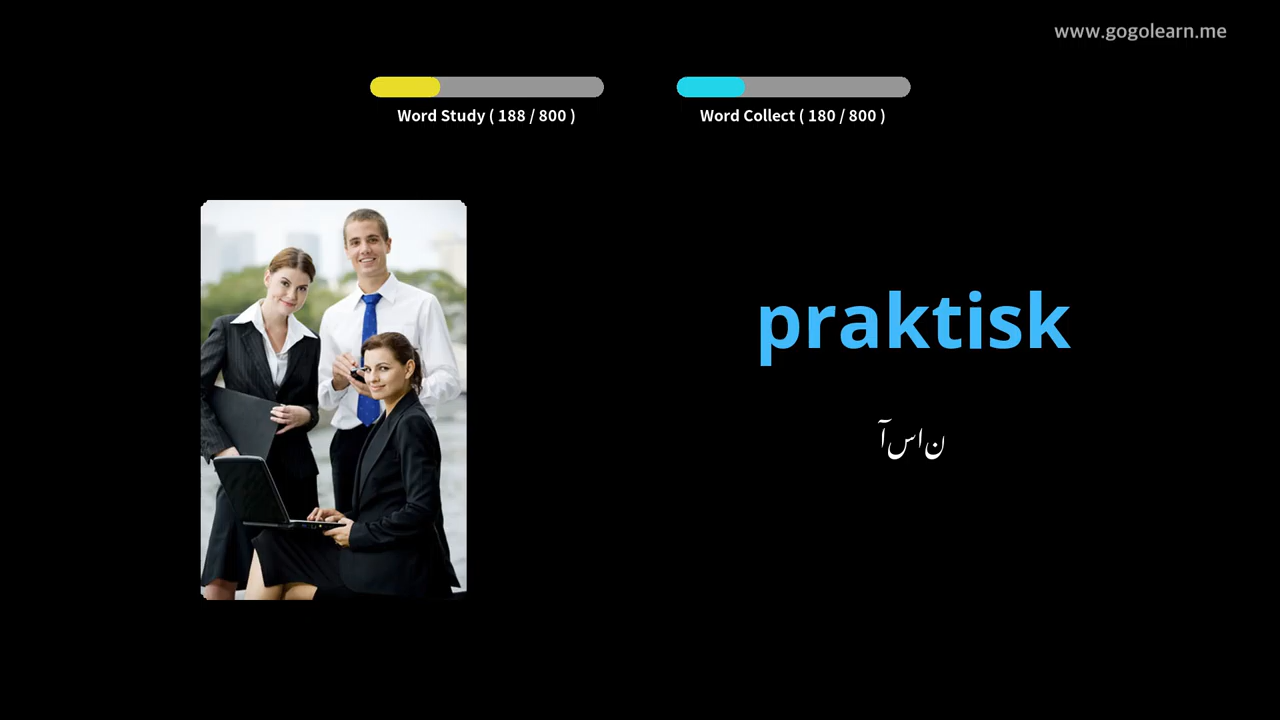 www.gogolearn.me
Word Study ( 188 / 800 )
Word Collect ( 180 / 800 )
praktisk
آسان